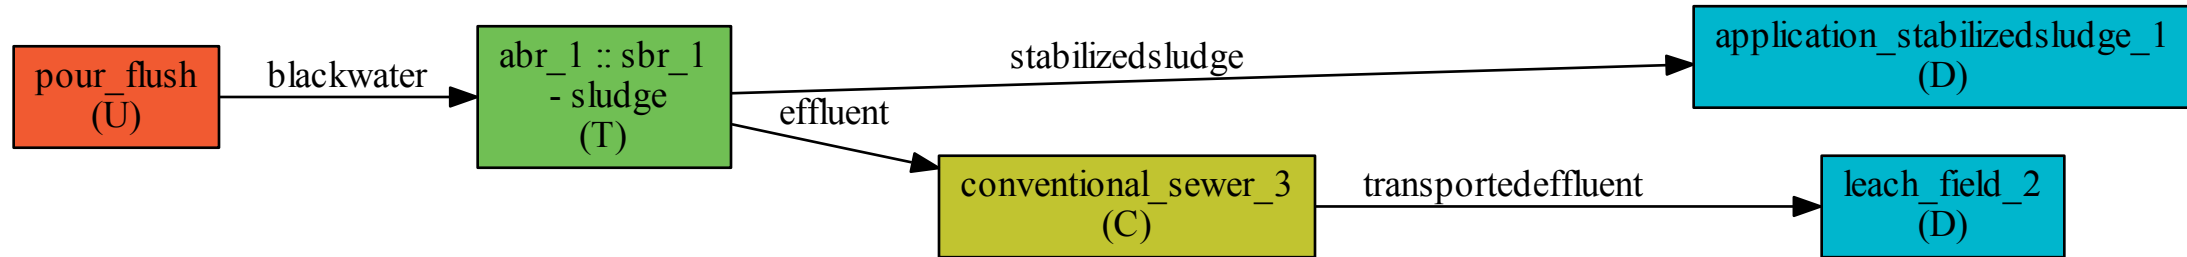 pour_flush
(U)
blackwater
abr_1 :: sbr_1
- sludge
(T)
stabilizedsludge
effluent
application_stabilizedsludge_1
(D)
conventional_sewer_3
(C)
transportedeffluent
leach_field_2
(D)